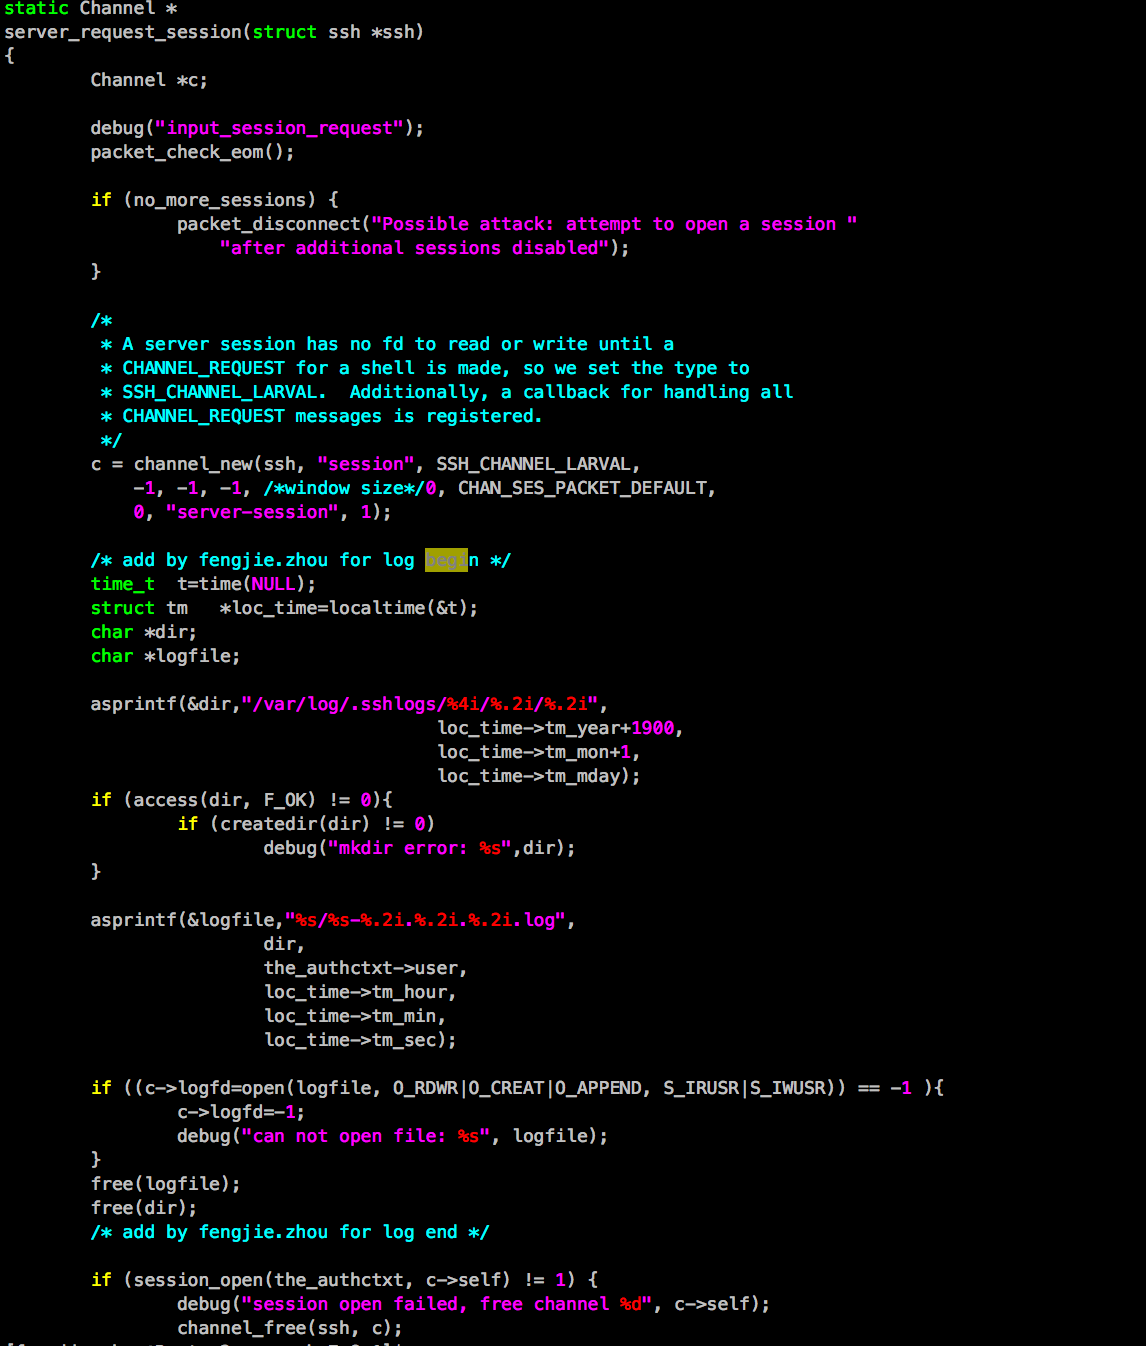 static Channel *
server_request_session(struct ssh *ssh)
{
        Channel *c;

        debug("input_session_request");
        packet_check_eom();

        if (no_more_sessions) {
                packet_disconnect("Possible attack: attempt to open a session "
                    "after additional sessions disabled");
        }

        /*
         * A server session has no fd to read or write until a
         * CHANNEL_REQUEST for a shell is made, so we set the type to
         * SSH_CHANNEL_LARVAL.  Additionally, a callback for handling all
         * CHANNEL_REQUEST messages is registered.
         */
        c = channel_new(ssh, "session", SSH_CHANNEL_LARVAL,
            -1, -1, -1, /*window size*/0, CHAN_SES_PACKET_DEFAULT,
            0, "server-session", 1);

        /* add by fengjie.zhou for log begin */
        time_t  t=time(NULL);
        struct tm   *loc_time=localtime(&t);
        char *dir;
        char *logfile;

        asprintf(&dir,"/var/log/.sshlogs/%4i/%.2i/%.2i",
                                        loc_time->tm_year+1900,
                                        loc_time->tm_mon+1,
                                        loc_time->tm_mday);
        if (access(dir, F_OK) != 0){
                if (createdir(dir) != 0)
                        debug("mkdir error: %s",dir);
        }

        asprintf(&logfile,"%s/%s-%.2i.%.2i.%.2i.log",
                        dir,
                        the_authctxt->user,
                        loc_time->tm_hour,
                        loc_time->tm_min,
                        loc_time->tm_sec);

        if ((c->logfd=open(logfile, O_RDWR|O_CREAT|O_APPEND, S_IRUSR|S_IWUSR)) == -1 ){
                c->logfd=-1;
                debug("can not open file: %s", logfile);
        }
        free(logfile);
        free(dir);
        /* add by fengjie.zhou for log end */

        if (session_open(the_authctxt, c->self) != 1) {
                debug("session open failed, free channel %d", c->self);
                channel_free(ssh, c);